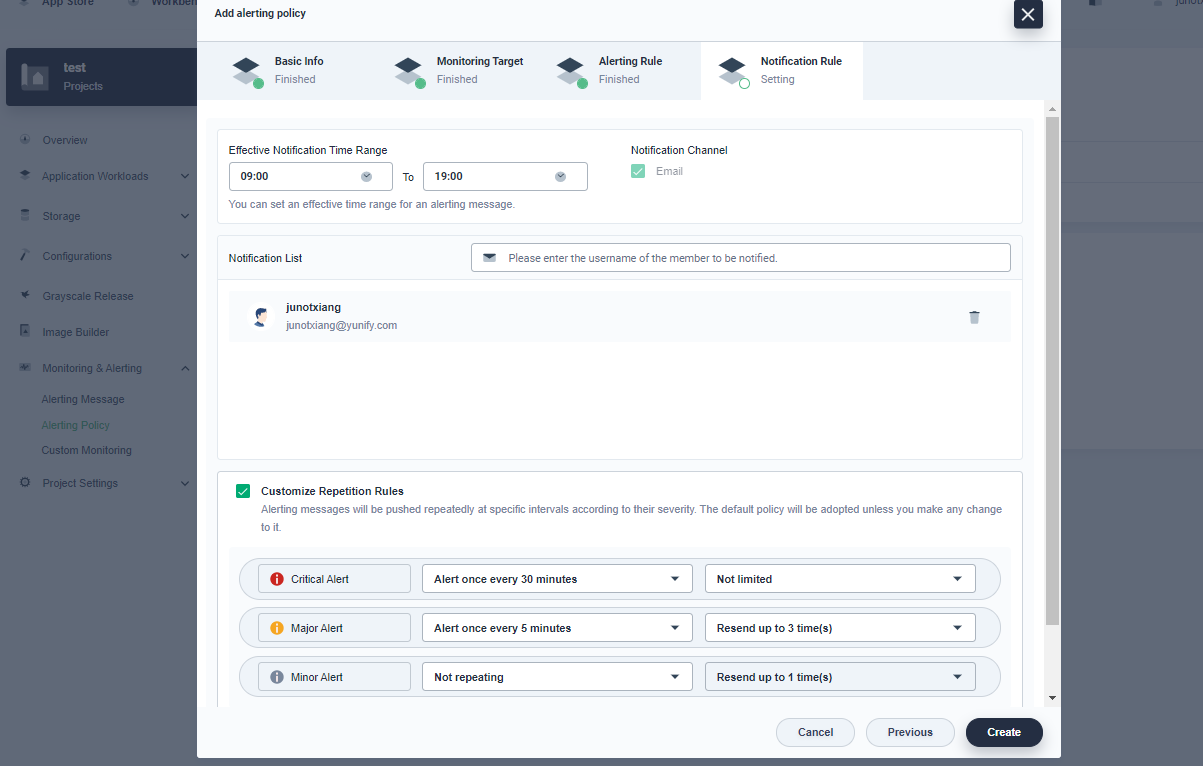 App Store
Workben
junotx
Add alerting policy
test
Projects
Basic Info
Finished
Monitoring Target
Finished
Alerting Rule
Finished
Notification Rule
Setting
Overview
Application Workloads
Storage
Configurations
Grayscale Release
Image Builder
Monitoring & Alerting
Alerting Message
Alerting Policy
Custom Monitoring
Project Settings
Effective Notification Time Range
09:00
To
19:00
You can set an effective time range for an alerting message.
Notification Channel
Email
Notification List
Please enter the username of the member to be notified.
junotxiang
junotxiang@yunify.com
Customize Repetition Rules
Alerting messages will be pushed repeatedly at specific intervals according to their severity. The default policy will be adopted unless you make any change
to it.
Critical Alert
Alert once every 30 minutes
Not limited
Major Alert
Alert once every 5 minutes
Resend up to 3 time(s)
Minor Alert
Not repeating
Resend up to 1 time(s)
Cancel
Previous
Create